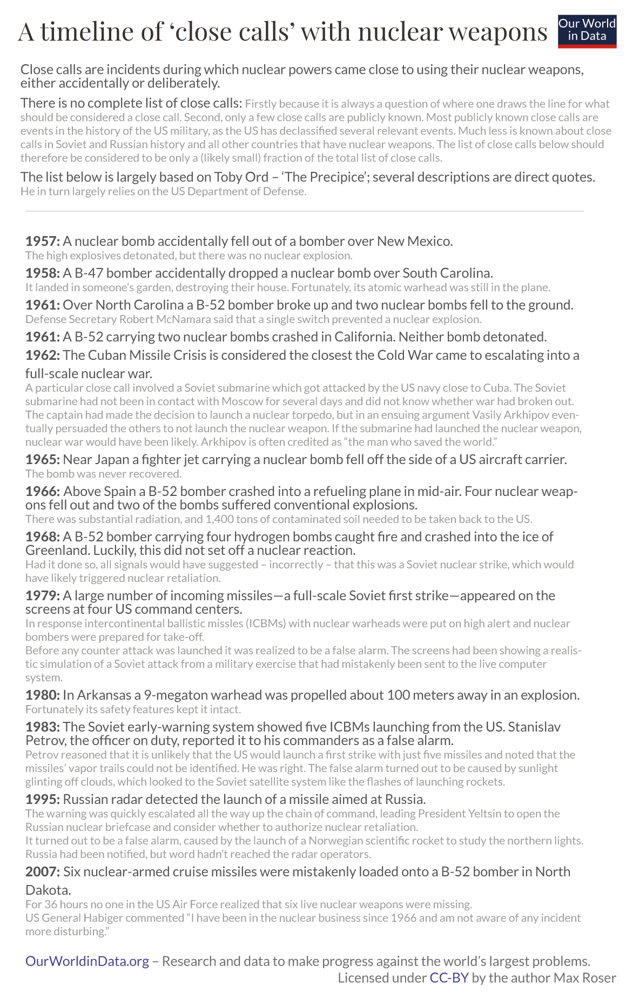 A timeline of ‘close calls’ with nuclear weapons
Our World
in Data
Close calls are incidents during which nuclear powers came close to using their nuclear weapons,
either accidentally or deliberately.
There is no complete list of close calls: Firstly because it is always a question of where one draws the line for what
should be considered a close call. Second, only a few close calls are publicly known. Most publicly known close calls are
events in the history of the US military, as the US has declassified several relevant events. Much less is known about close
calls in Soviet and Russian history and all other countries that have nuclear weapons. The list of close calls below should
therefore be considered to be only a (likely small) fraction of the total list of close calls.
The list below is largely based on Toby Ord – ‘The Precipice’; several descriptions are direct quotes.
He in turn largely relies on the US Department of Defense.
1957: A nuclear bomb accidentally fell out of a bomber over New Mexico.
The high explosives detonated, but there was no nuclear explosion.
1958: A B-47 bomber accidentally dropped a nuclear bomb over South Carolina.
It landed in someone’s garden, destroying their house. Fortunately, its atomic warhead was still in the plane.
1961: Over North Carolina a B-52 bomber broke up and two nuclear bombs fell to the ground.
Defense Secretary Robert McNamara said that a single switch prevented a nuclear explosion.
1961: A B-52 carrying two nuclear bombs crashed in California. Neither bomb detonated.
1962: The Cuban Missile Crisis is considered the closest the Cold War came to escalating into a
full-scale nuclear war.
A particular close call involved a Soviet submarine which got attacked by the US navy close to Cuba. The Soviet
submarine had not been in contact with Moscow for several days and did not know whether war had broken out.
The captain had made the decision to launch a nuclear torpedo, but in an ensuing argument Vasily Arkhipov even-
tually persuaded the others to not launch the nuclear weapon. If the submarine had launched the nuclear weapon,
nuclear war would have been likely. Arkhipov is often credited as “the man who saved the world.”
1965: Near Japan a fighter jet carrying a nuclear bomb fell off the side of a US aircraft carrier.
The bomb was never recovered.
1966: Above Spain a B-52 bomber crashed into a refueling plane in mid-air. Four nuclear weap-
ons fell out and two of the bombs suffered conventional explosions.
There was substantial radiation, and 1,400 tons of contaminated soil needed to be taken back to the US.
1968: A B-52 bomber carrying four hydrogen bombs caught fire and crashed into the ice of
Greenland. Luckily, this did not set off a nuclear reaction.
Had it done so, all signals would have suggested – incorrectly – that this was a Soviet nuclear strike, which would
have likely triggered nuclear retaliation.
1979: A large number of incoming missiles—a full-scale Soviet first strike—appeared on the
screens at four US command centers.
In response intercontinental ballistic missles (ICBMs) with nuclear warheads were put on high alert and nuclear
bombers were prepared for take-off.
Before any counter attack was launched it was realized to be a false alarm. The screens had been showing a realis-
tic simulation of a Soviet attack from a military exercise that had mistakenly been sent to the live computer
system.
1980: In Arkansas a 9-megaton warhead was propelled about 100 meters away in an explosion.
Fortunately its safety features kept it intact.
1983: The Soviet early-warning system showed five ICBMs launching from the US. Stanislav
Petrov, the officer on duty, reported it to his commanders as a false alarm.
Petrov reasoned that it is unlikely that the US would launch a first strike with just five missiles and noted that the
missiles’ vapor trails could not be identified. He was right. The false alarm turned out to be caused by sunlight
glinting off clouds, which looked to the Soviet satellite system like the flashes of launching rockets.
1995: Russian radar detected the launch of a missile aimed at Russia.
The warning was quickly escalated all the way up the chain of command, leading President Yeltsin to open the
Russian nuclear briefcase and consider whether to authorize nuclear retaliation.
It turned out to be a false alarm, caused by the launch of a Norwegian scientific rocket to study the northern lights.
Russia had been notified, but word hadn’t reached the radar operators.
2007: Six nuclear-armed cruise missiles were mistakenly loaded onto a B-52 bomber in North
Dakota.
For 36 hours no one in the US Air Force realized that six live nuclear weapons were missing.
US General Habiger commented “I have been in the nuclear business since 1966 and am not aware of any incident
more disturbing.”
OurWorldinData.org – Research and data to make progress against the world’s largest problems.
Licensed under CC-BY by the author Max Roser